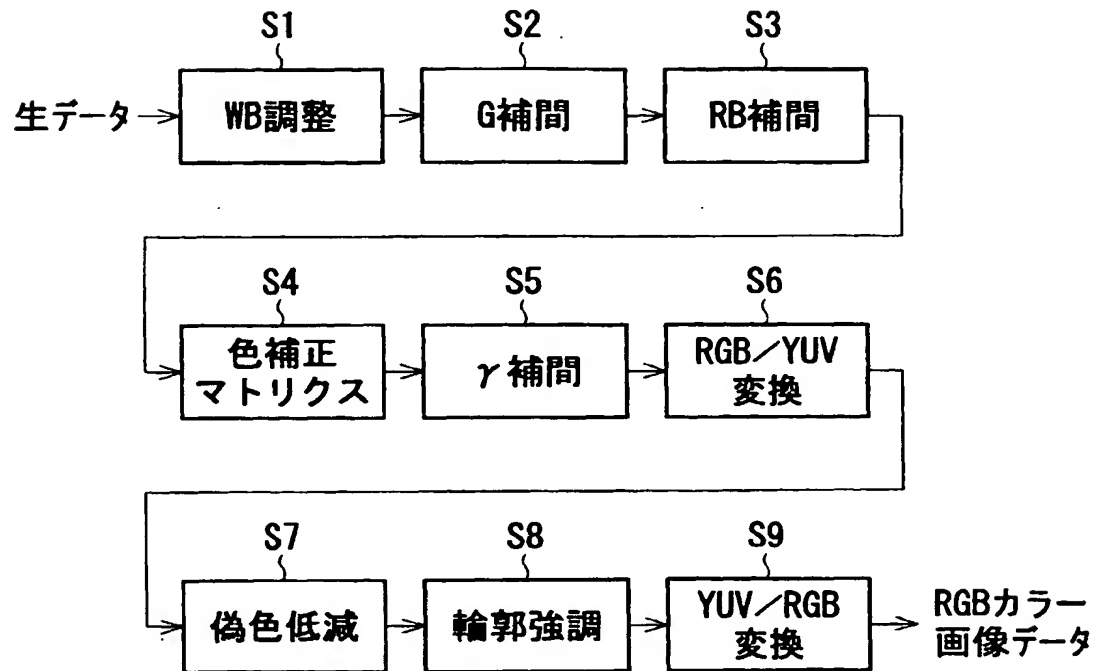 S1
S2
S3
生データ
WB調整
G補間
RB補間
S4
S5
S6
色補正
マトリクス
γ補間
RGB/YUV
変換
S7
S8
S9
偽色低減
輪郭強調
YUV/RGB
変換
RGBカラー
画像データ